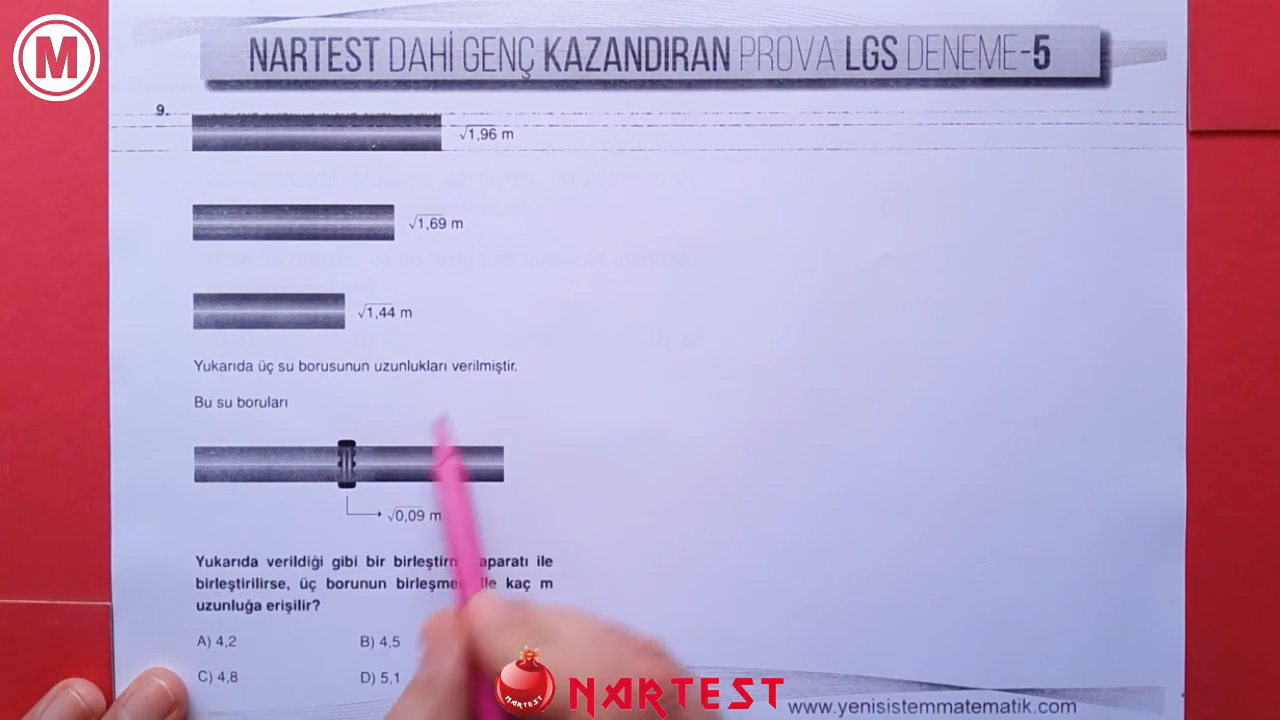 M
NARTEST DAHİ GENÇ KAZANDIRAN PROVA LGS DENEME-5
9.
√1,96 m
√1,69 m
√1,44 m
Yukarıda üç su borusunun uzunlukları verilmiştir.
Bu su boruları
√0,09 m
Yukarıda verildiği gibi bir aparatı ile
birleştirilirse, üç borunun ile kaç m
uzunluğa erişilir?
A) 4,2 B) 4,5
C) 4,8 D) 5,1
NARTEST
NARTEST
www.yenisistemmatematik.com